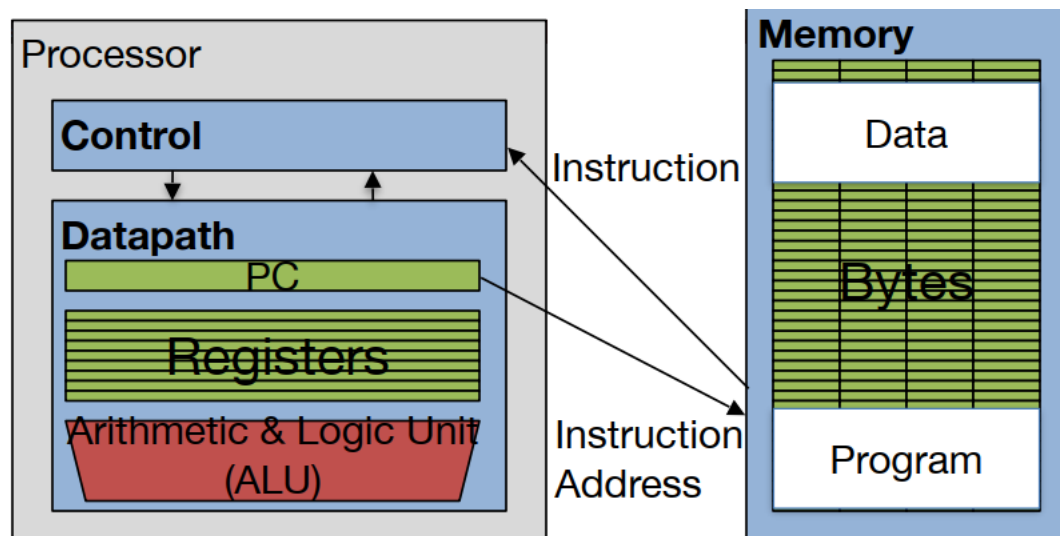 Processor
Control
Datapath
PC
Registers
Arithmetic & Logic Unit
(ALU)
Instruction
Instruction
Address
Memory
Data
Bytes
Program